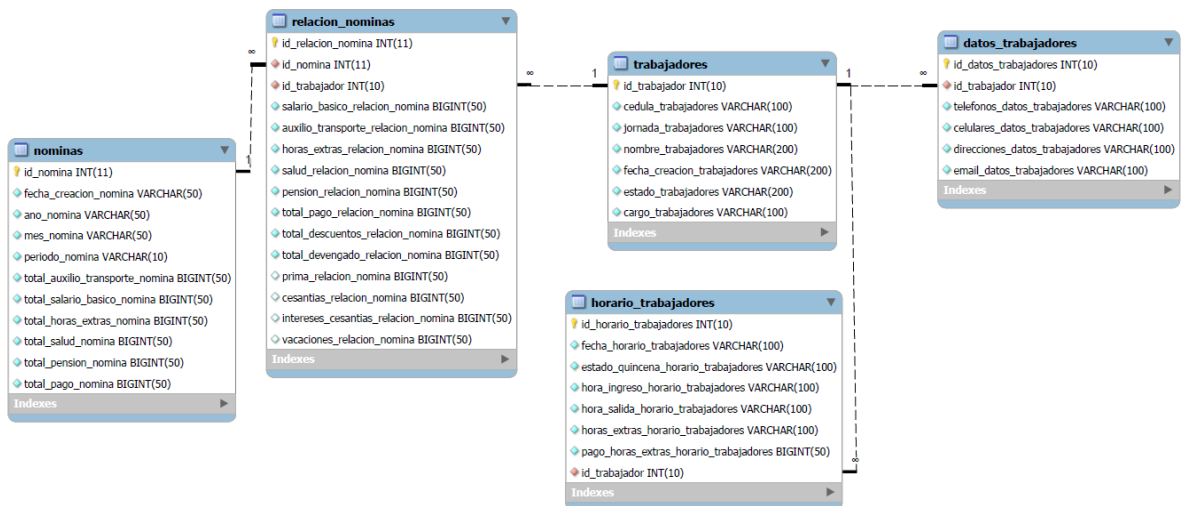 relacion_nominas
id_relacion_nomina INT(11)
id_nomina INT(11)
id_trabajador INT(10)
salario_basico_relacion_nomina BIGINT(50)
auxilio_transporte_relacion_nomina BIGINT(50)
horas_extras_relacion_nomina BIGINT(50)
salud_relacion_nomina BIGINT(50)
pension_relacion_nomina BIGINT(50)
total_pago_relacion_nomina BIGINT(50)
total_descuentos_relacion_nomina BIGINT(50)
total_devengado_relacion_nomina BIGINT(50)
prima_relacion_nomina BIGINT(50)
cesantias_relacion_nomina BIGINT(50)
intereses_cesantias_relacion_nomina BIGINT(50)
vacaciones_relacion_nomina BIGINT(50)
Indexes
nominas
id_nomina INT(11)
fecha_creacion_nomina VARCHAR(50)
ano_nomina VARCHAR(50)
mes_nomina VARCHAR(50)
periodo_nomina VARCHAR(10)
total_auxilio_transporte_nomina BIGINT(50)
total_salario_basico_nomina BIGINT(50)
total_horas_extras_nomina BIGINT(50)
total_salud_nomina BIGINT(50)
total_pension_nomina BIGINT(50)
total_pago_nomina BIGINT(50)
Indexes
∞
1
∞
1
trabajadores
id_trabajador INT(10)
cedula_trabajadores VARCHAR(100)
jornada_trabajadores VARCHAR(100)
nombre_trabajadores VARCHAR(200)
fecha_creacion_trabajadores VARCHAR(200)
estado_trabajadores VARCHAR(200)
cargo_trabajadores VARCHAR(100)
Indexes
1
∞
datos_trabajadores
id_datos_trabajadores INT(10)
id_trabajador INT(10)
telefonos_datos_trabajadores VARCHAR(100)
celulares_datos_trabajadores VARCHAR(100)
direcciones_datos_trabajadores VARCHAR(100)
email_datos_trabajadores VARCHAR(100)
Indexes
horario_trabajadores
id_horario_trabajadores INT(10)
fecha_horario_trabajadores VARCHAR(100)
estado_quincena_horario_trabajadores VARCHAR(100)
hora_ingreso_horario_trabajadores VARCHAR(100)
hora_salida_horario_trabajadores VARCHAR(100)
horas_extras_horario_trabajadores VARCHAR(100)
pago_horas_extras_horario_trabajadores BIGINT(50)
id_trabajador INT(10)
∞
Indexes